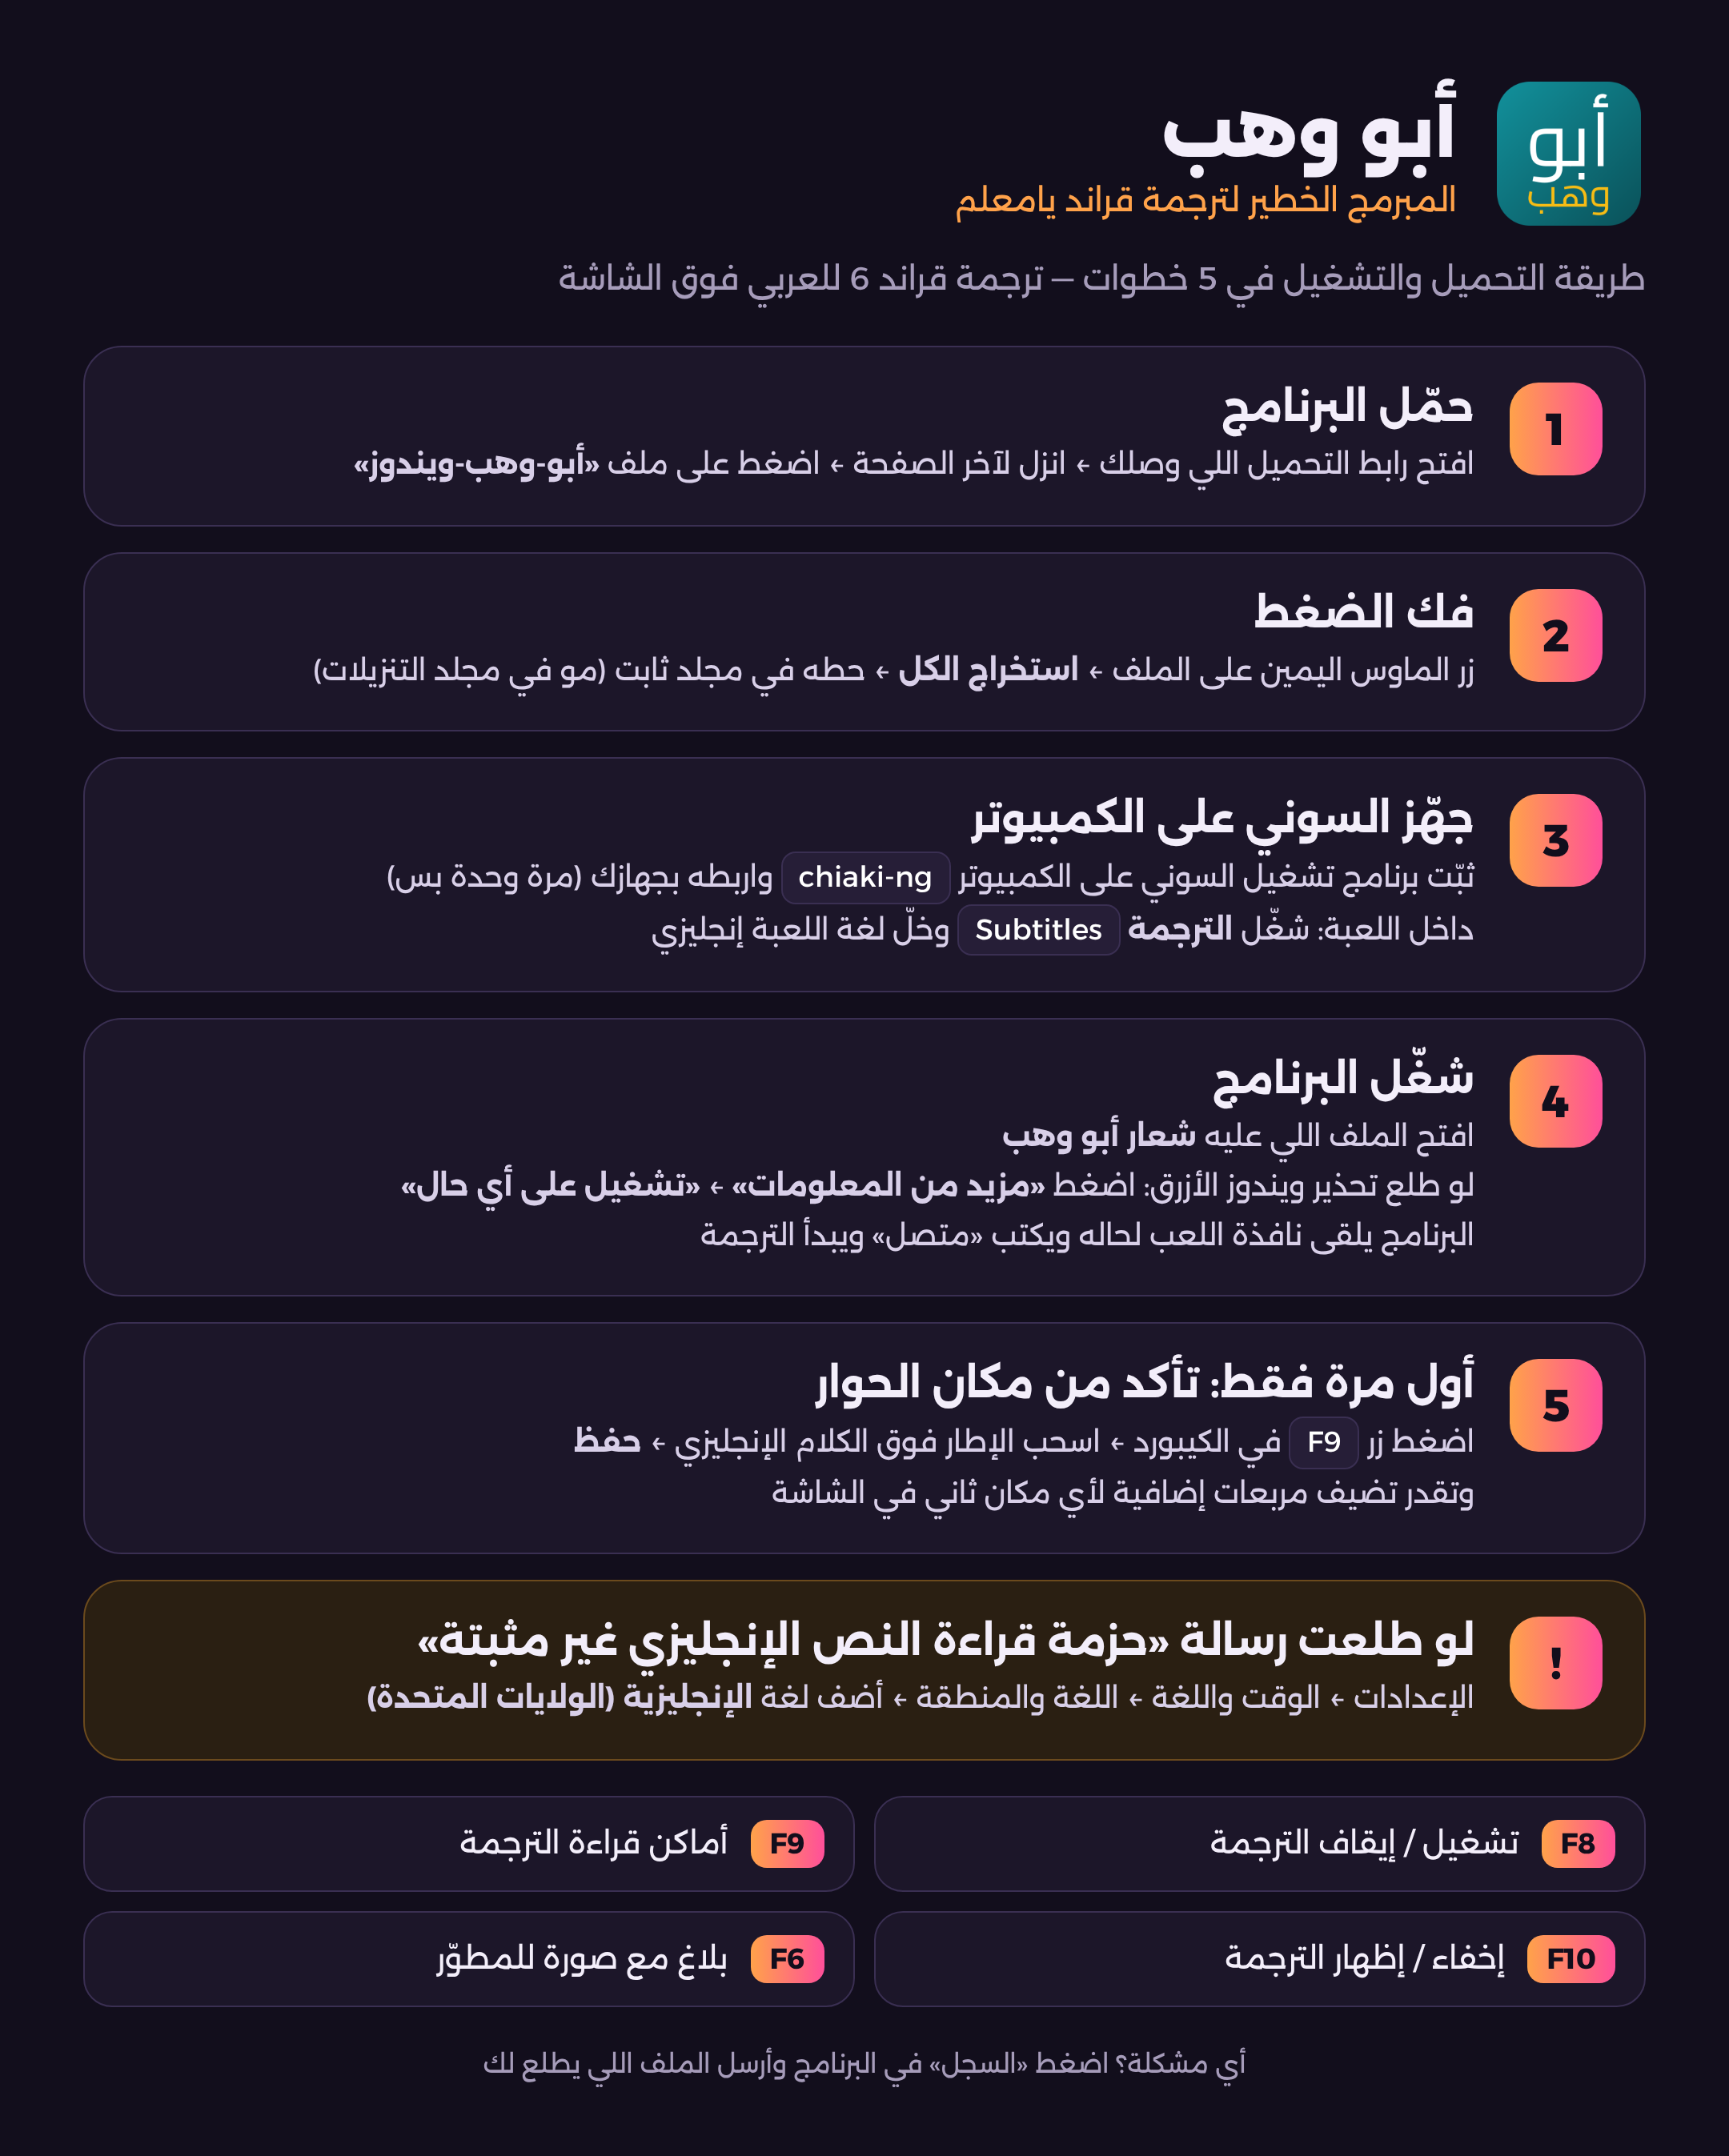 أبو
وهب
أبو وهب
المبرمج الخطير لترجمة قراند يامعلم
طريقة التحميل والتشغيل في 5 خطوات — ترجمة قراند 6 للعربي فوق الشاشة
1
حمّل البرنامج
افتح رابط التحميل اللي وصلك ← انزل لآخر الصفحة ← اضغط على ملف «أبو-وهب-ويندوز»
2
فك الضغط
زر الماوس اليمين على الملف ← استخراج الكل ← حطه في مجلد ثابت (مو في مجلد التنزيلات)
3
جهّز السوني على الكمبيوتر
ثبّت برنامج تشغيل السوني على الكمبيوتر chiaki-ng واربطه بجهازك (مرة وحدة بس)
داخل اللعبة: شغّل الترجمة Subtitles وخلّ لغة اللعبة إنجليزي
4
شغّل البرنامج
افتح الملف اللي عليه شعار أبو وهب
لو طلع تحذير ويندوز الأزرق: اضغط «مزيد من المعلومات» ← «تشغيل على أي حال»
البرنامج يلقى نافذة اللعب لحاله ويكتب «متصل» ويبدأ الترجمة
5
أول مرة فقط: تأكد من مكان الحوار
اضغط زر F9 في الكيبورد ← اسحب الإطار فوق الكلام الإنجليزي ← حفظ
وتقدر تضيف مربعات إضافية لأي مكان ثاني في الشاشة
!
لو طلعت رسالة «حزمة قراءة النص الإنجليزي غير مثبتة»
الإعدادات ← الوقت واللغة ← اللغة والمنطقة ← أضف لغة الإنجليزية (الولايات المتحدة)
F8 تشغيل / إيقاف الترجمة
F9 أماكن قراءة الترجمة
F10 إخفاء / إظهار الترجمة
F6 بلاغ مع صورة للمطوّر
أي مشكلة؟ اضغط «السجل» في البرنامج وأرسل الملف اللي يطلع لك